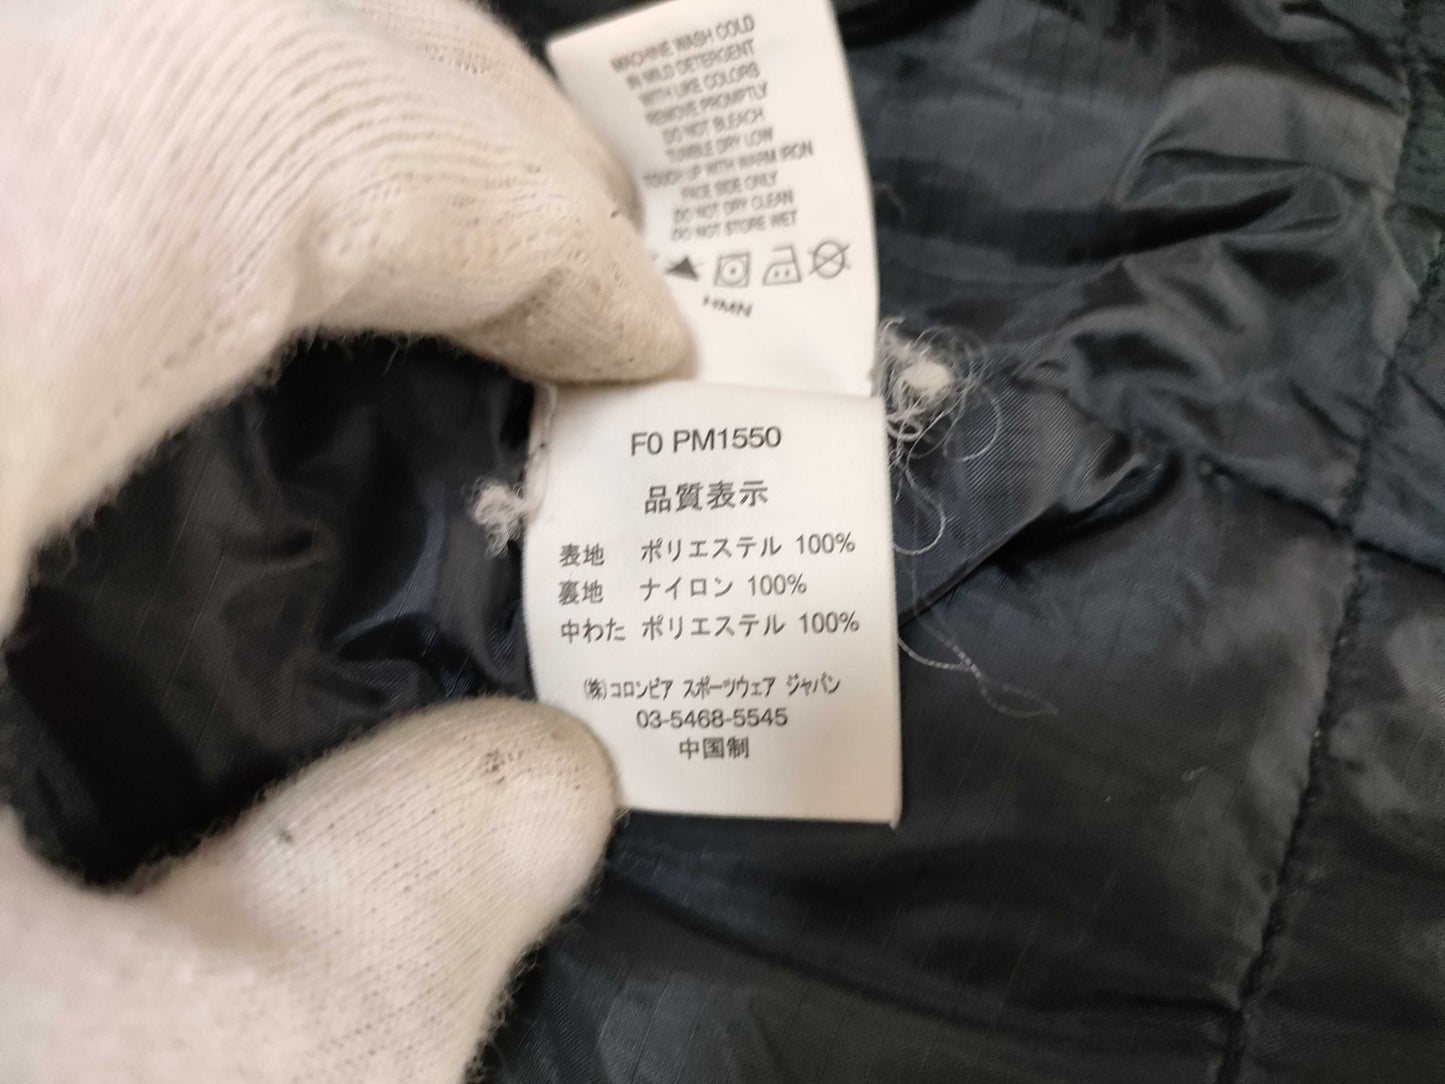 MACHINE WASH COLD
IN MILD DETERGENT
WITH LIKE COLORS
REMOVE PROMPTLY
DO NOT BLEACH
TUMBLE DRY LOW
TOUCH UP WITH WARM IRON
FACE SIDE ONLY
DO NOT DRY CLEAN
DO NOT STORE WET
HMN
F0 PM1550
品質表示
表地 ポリエステル 100%
裏地 ナイロン 100%
中わた ポリエステル 100%
(株)コロンビア スポーツウェア ジャパン
03-5468-5545
中国制